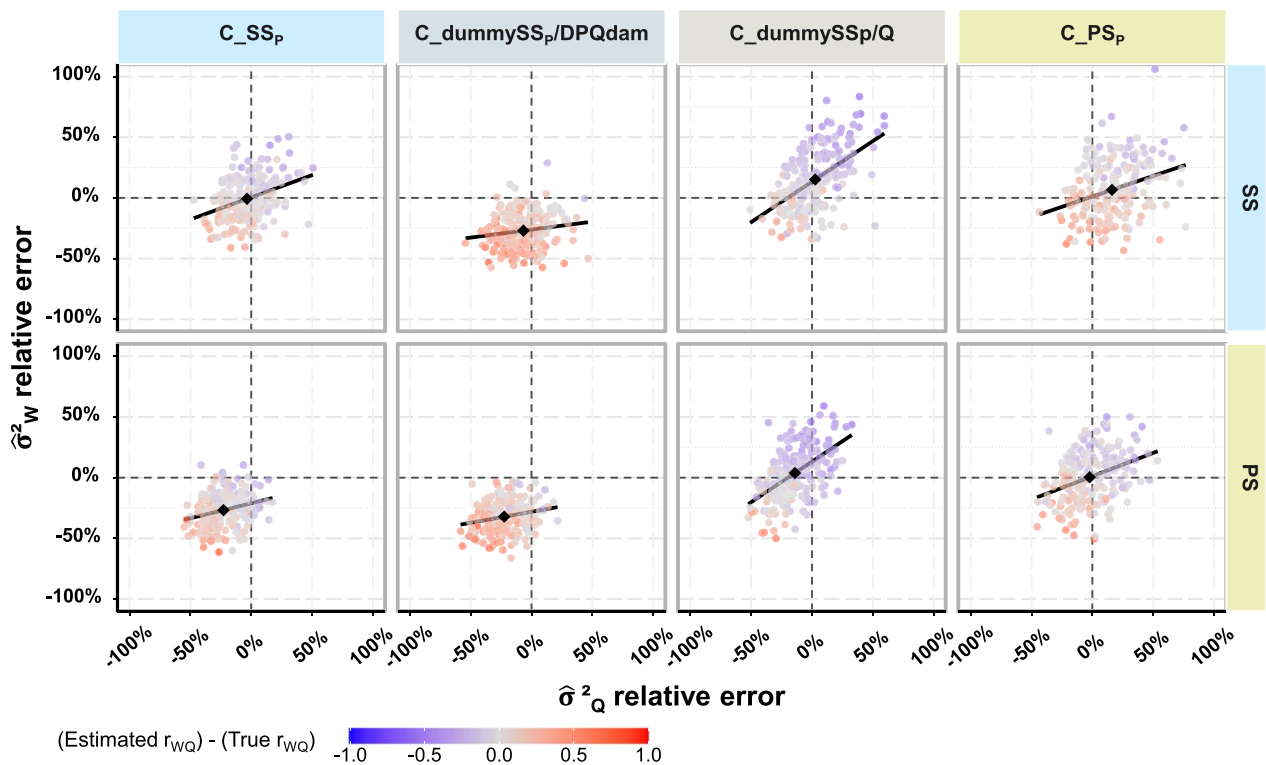 C_SSP C_dummySSP/DPQdam C_dummySSp/Q C_PSP
100%
50%
0%
-50%
-100%
SS
100%
50%
0%
-50%
-100%
PS
σ̂²W relative error
-100% -50% 0% 50% 100% -100% -50% 0% 50% 100% -100% -50% 0% 50% 100% -100% -50% 0% 50% 100%
σ̂ ²Q relative error
(Estimated rWQ) - (True rWQ)
-1.0 -0.5 0.0 0.5 1.0